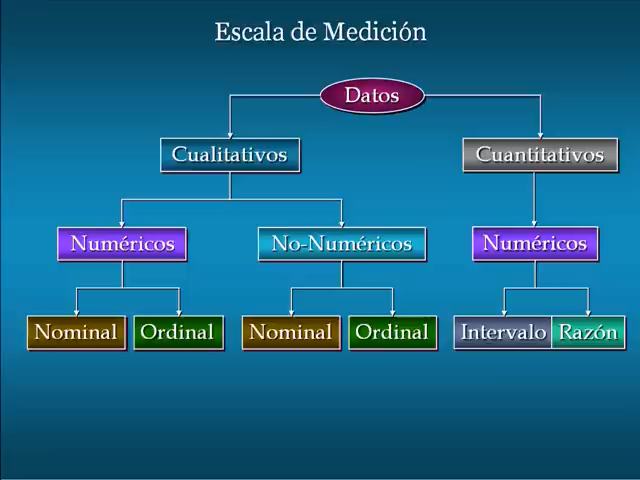 Escala de Medición
Datos
Cualitativos
Cuantitativos
Numéricos
No-Numéricos
Numéricos
Nominal
Ordinal
Nominal
Ordinal
Intervalo
Razón